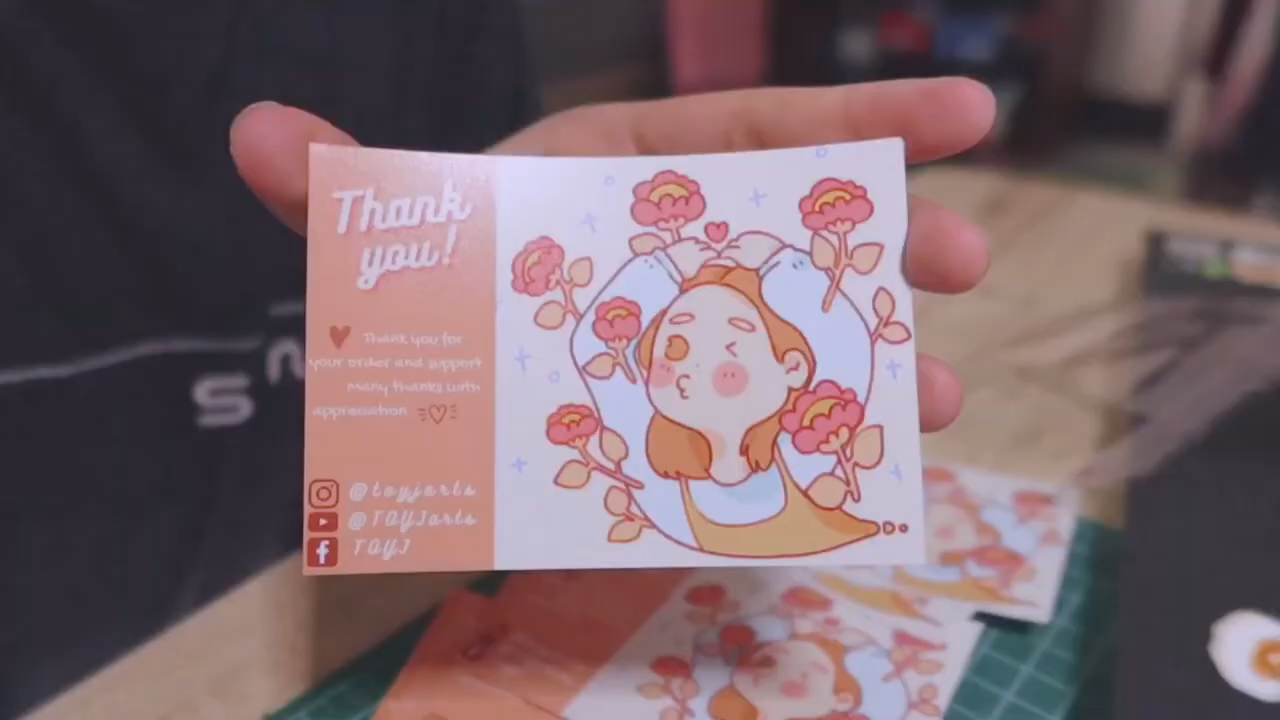 Thank
you!
Thank you for
your order and support
many thanks with
appreciation
@toyjarts
@TOYJarts
TOYJ
S